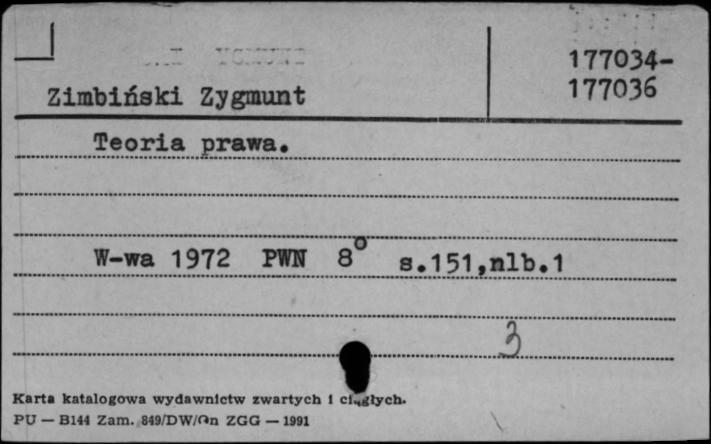 177034-
177036
Zimbiński Zygmunt
Teoria prawa.
W-wa 1972 PWN 8° s.151,nlb.1
3
Karta katalogowa wydawnictw zwartych i ciągłych.
PU — B144 Zam. 849/DW/On ZGG — 1991